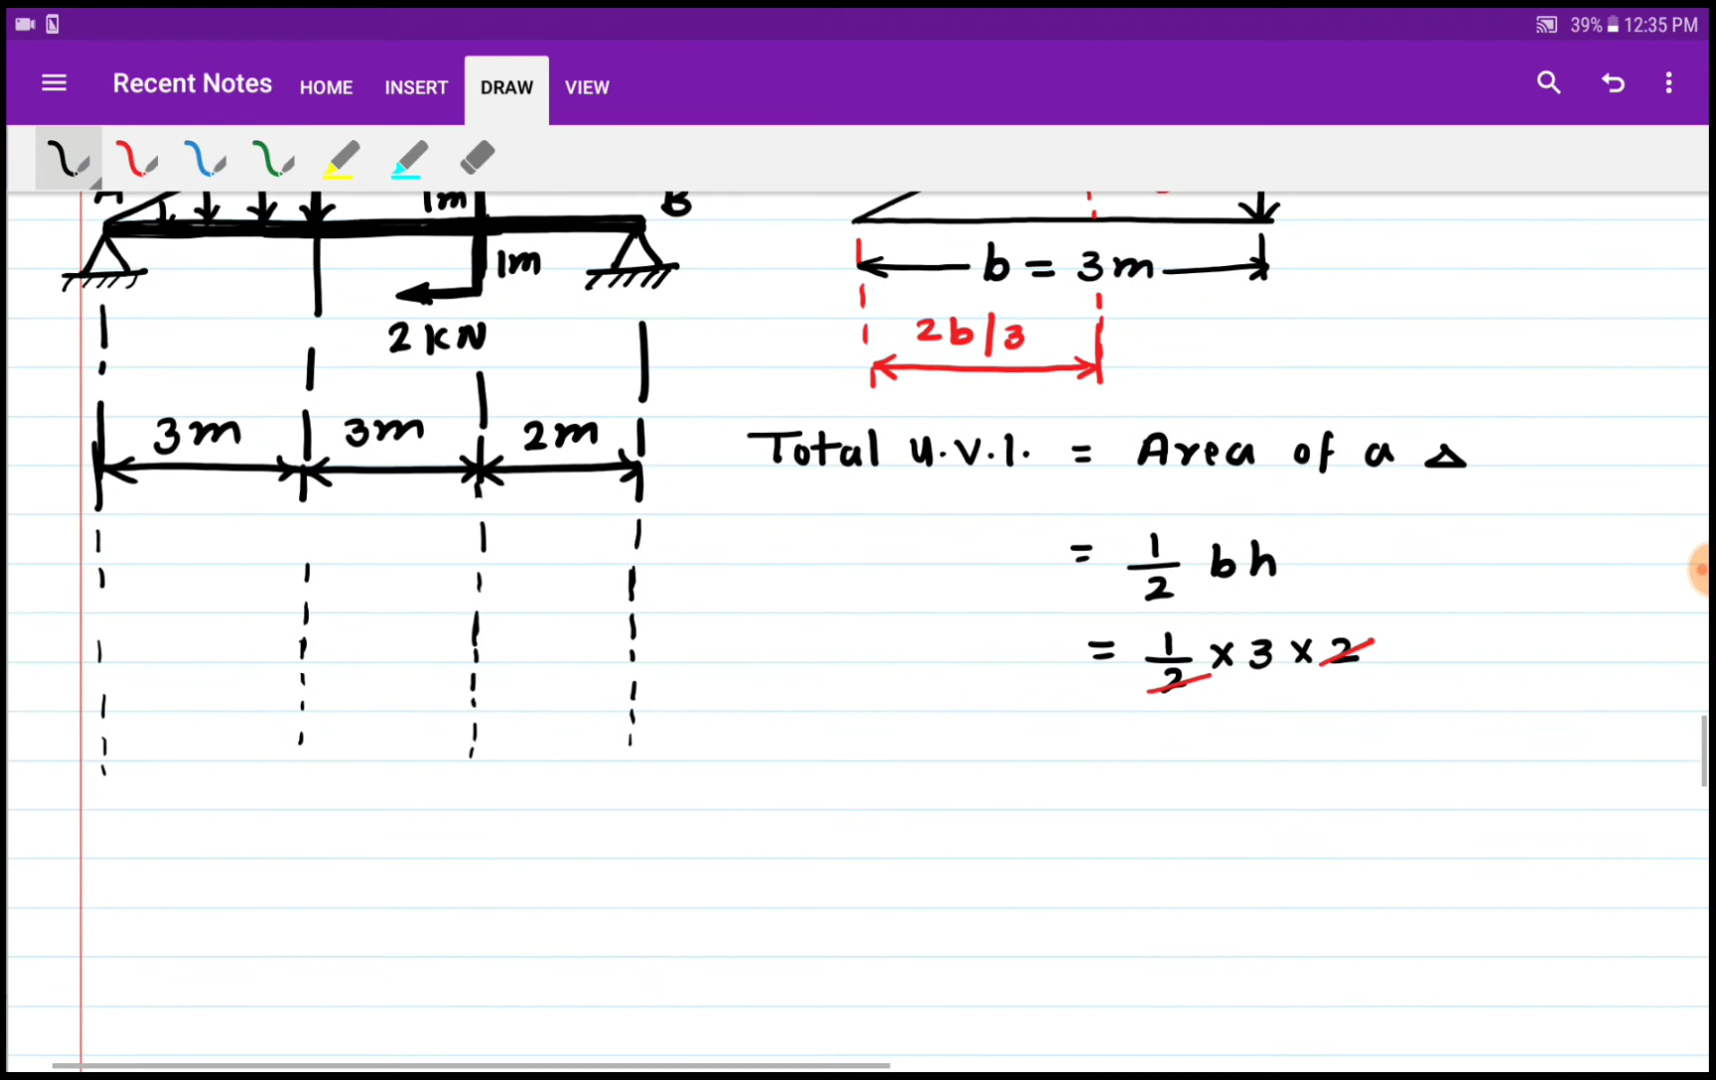 39% 12:35 PM
Recent Notes HOME INSERT DRAW VIEW
A 1m B
1m
2 KN
3m 3m 2m
b = 3m
2b/3
Total u.v.l. = Area of a Δ
= 1/2 bh
= 1/2 × 3 × 2